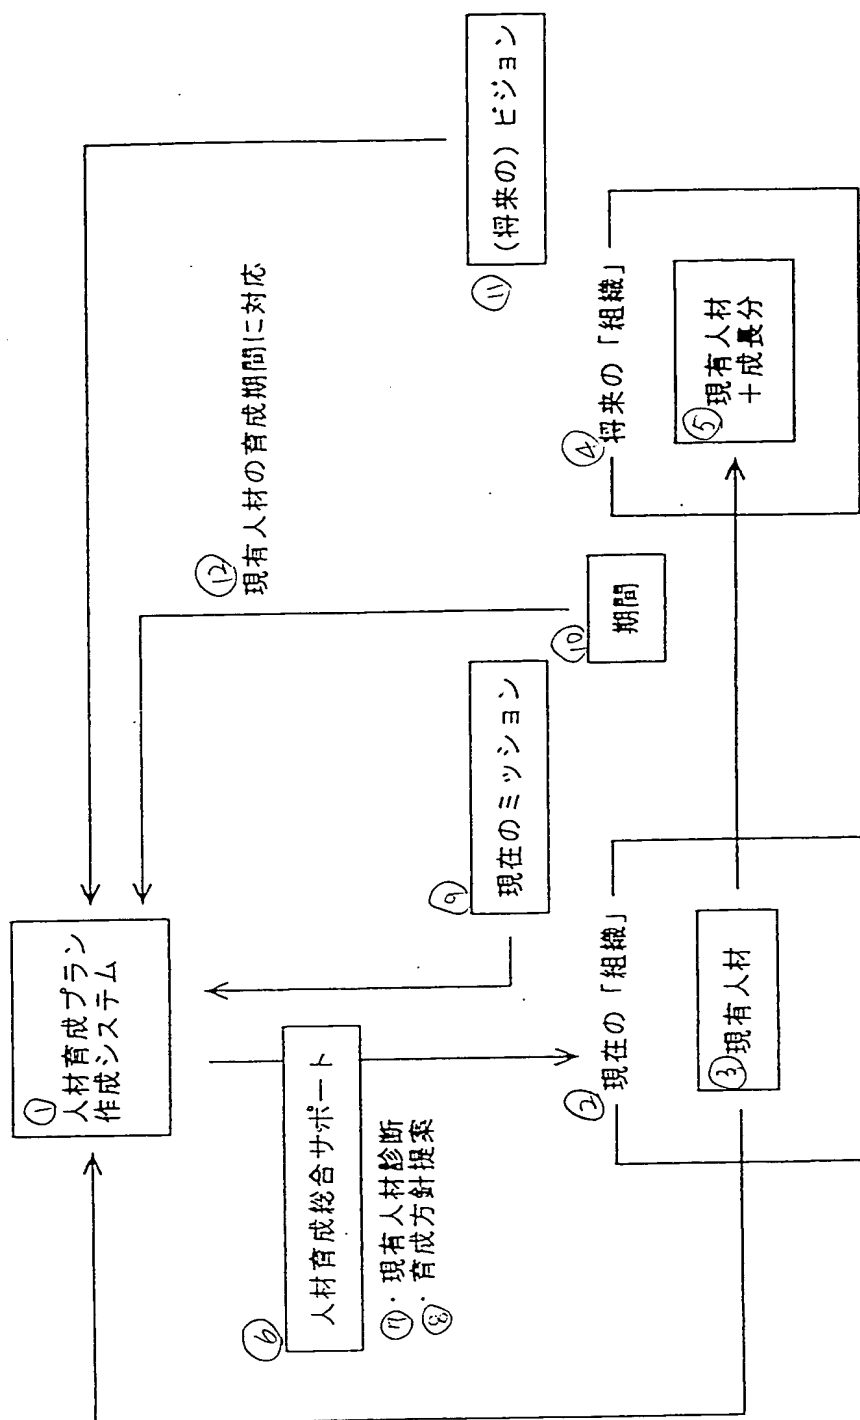 ① 人材育成プラン
作成システム
⑥ 人材育成総合サポート
⑦・現有人材診断
⑧・育成方針提案
② 現在の「組織」
③ 現有人材
⑨ 現在のミッション
⑩ 期間
⑫ 現有人材の育成期間に対応
⑪ (将来の) ビジョン
④ 将来の「組織」
⑤ 現有人材
＋成長分